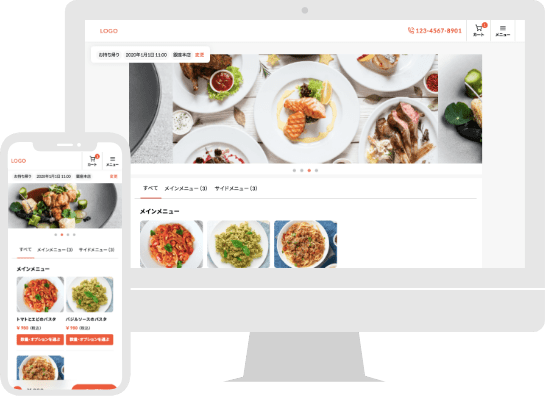 LOGO
123-4567-8901
1
カート
メニュー
お持ち帰り 2020年1月1日 11:00 銀座本店 変更
すべて メインメニュー (3) サイドメニュー (3)
メインメニュー
LOGO
カート
メニュー
お持ち帰り 2020年1月1日 11:00 銀座本店 変更
すべて メインメニュー (3) サイドメニュー (3)
メインメニュー
トマトとエビのパスタ バジルソースのパスタ
¥ 980 (税込) ¥ 980 (税込)
数量・オプションを選ぶ 数量・オプションを選ぶ